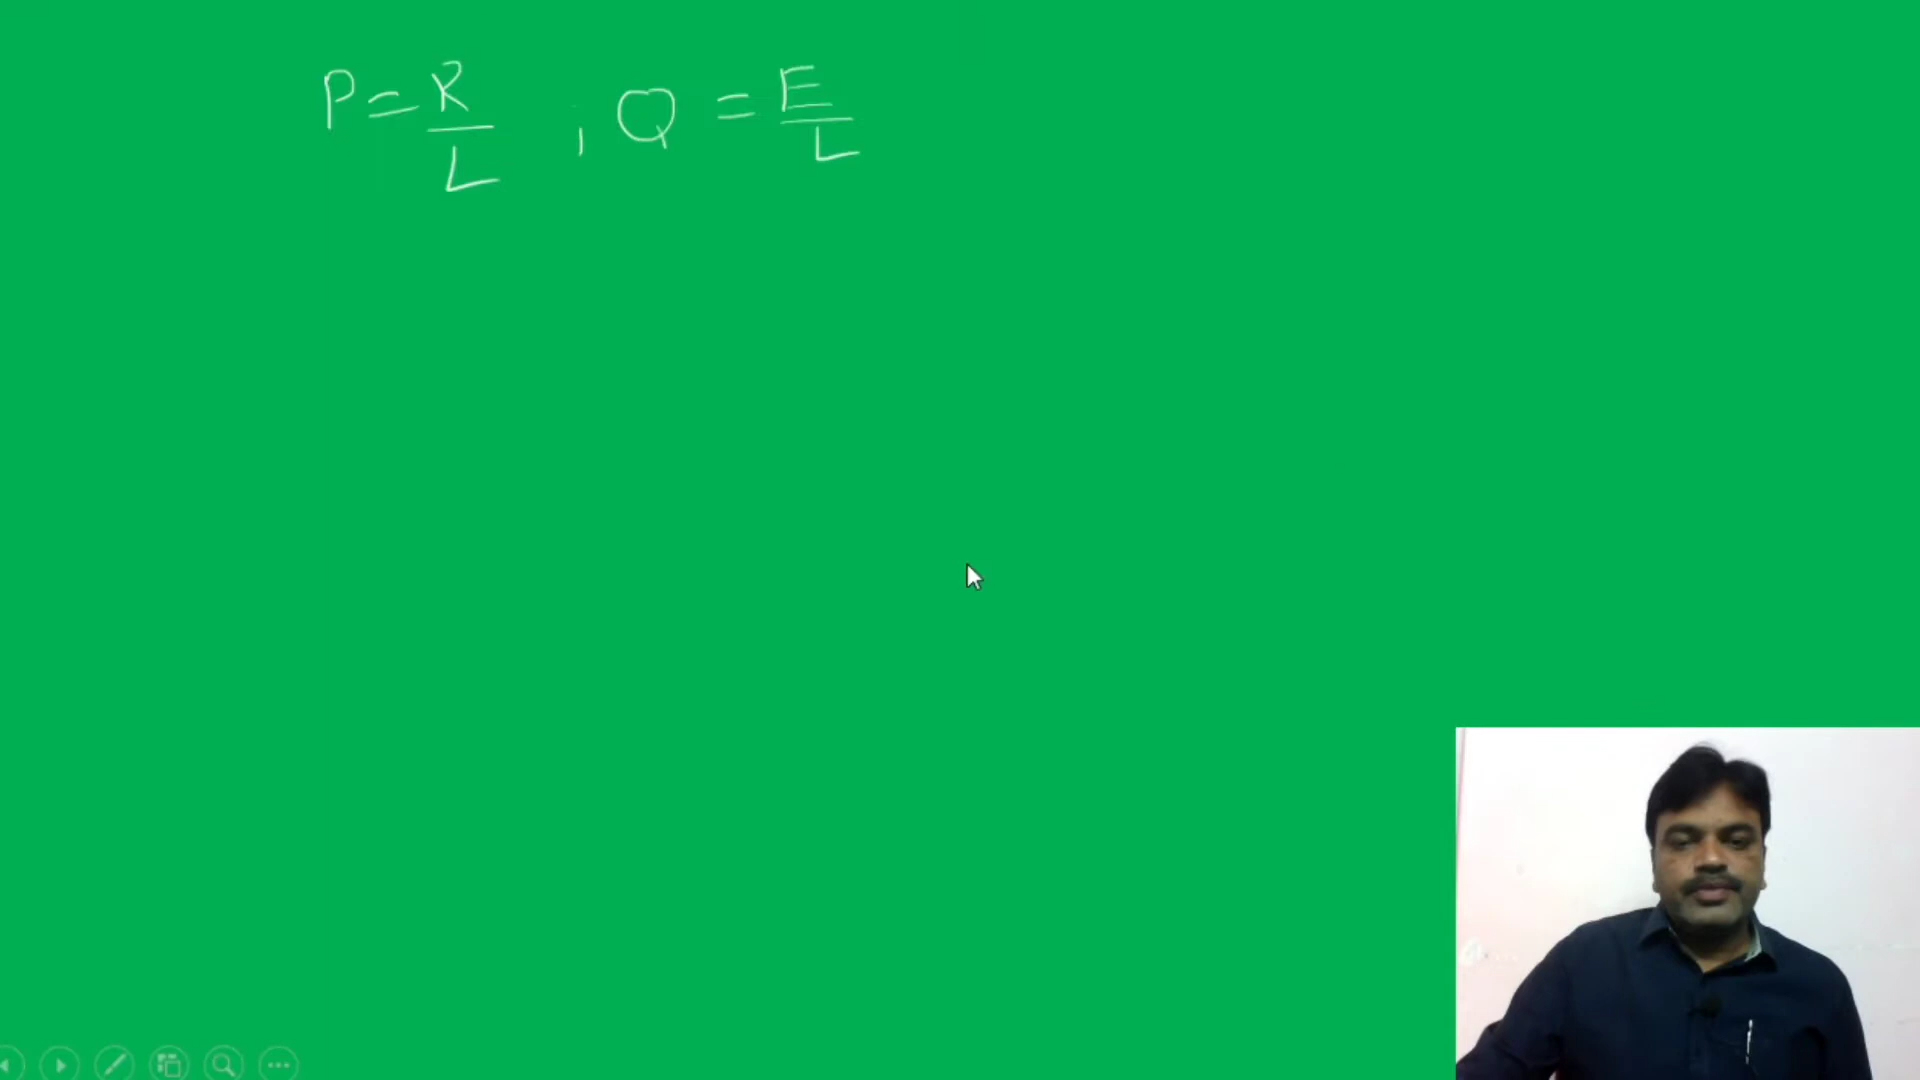 P = R/L ; Q = E/L